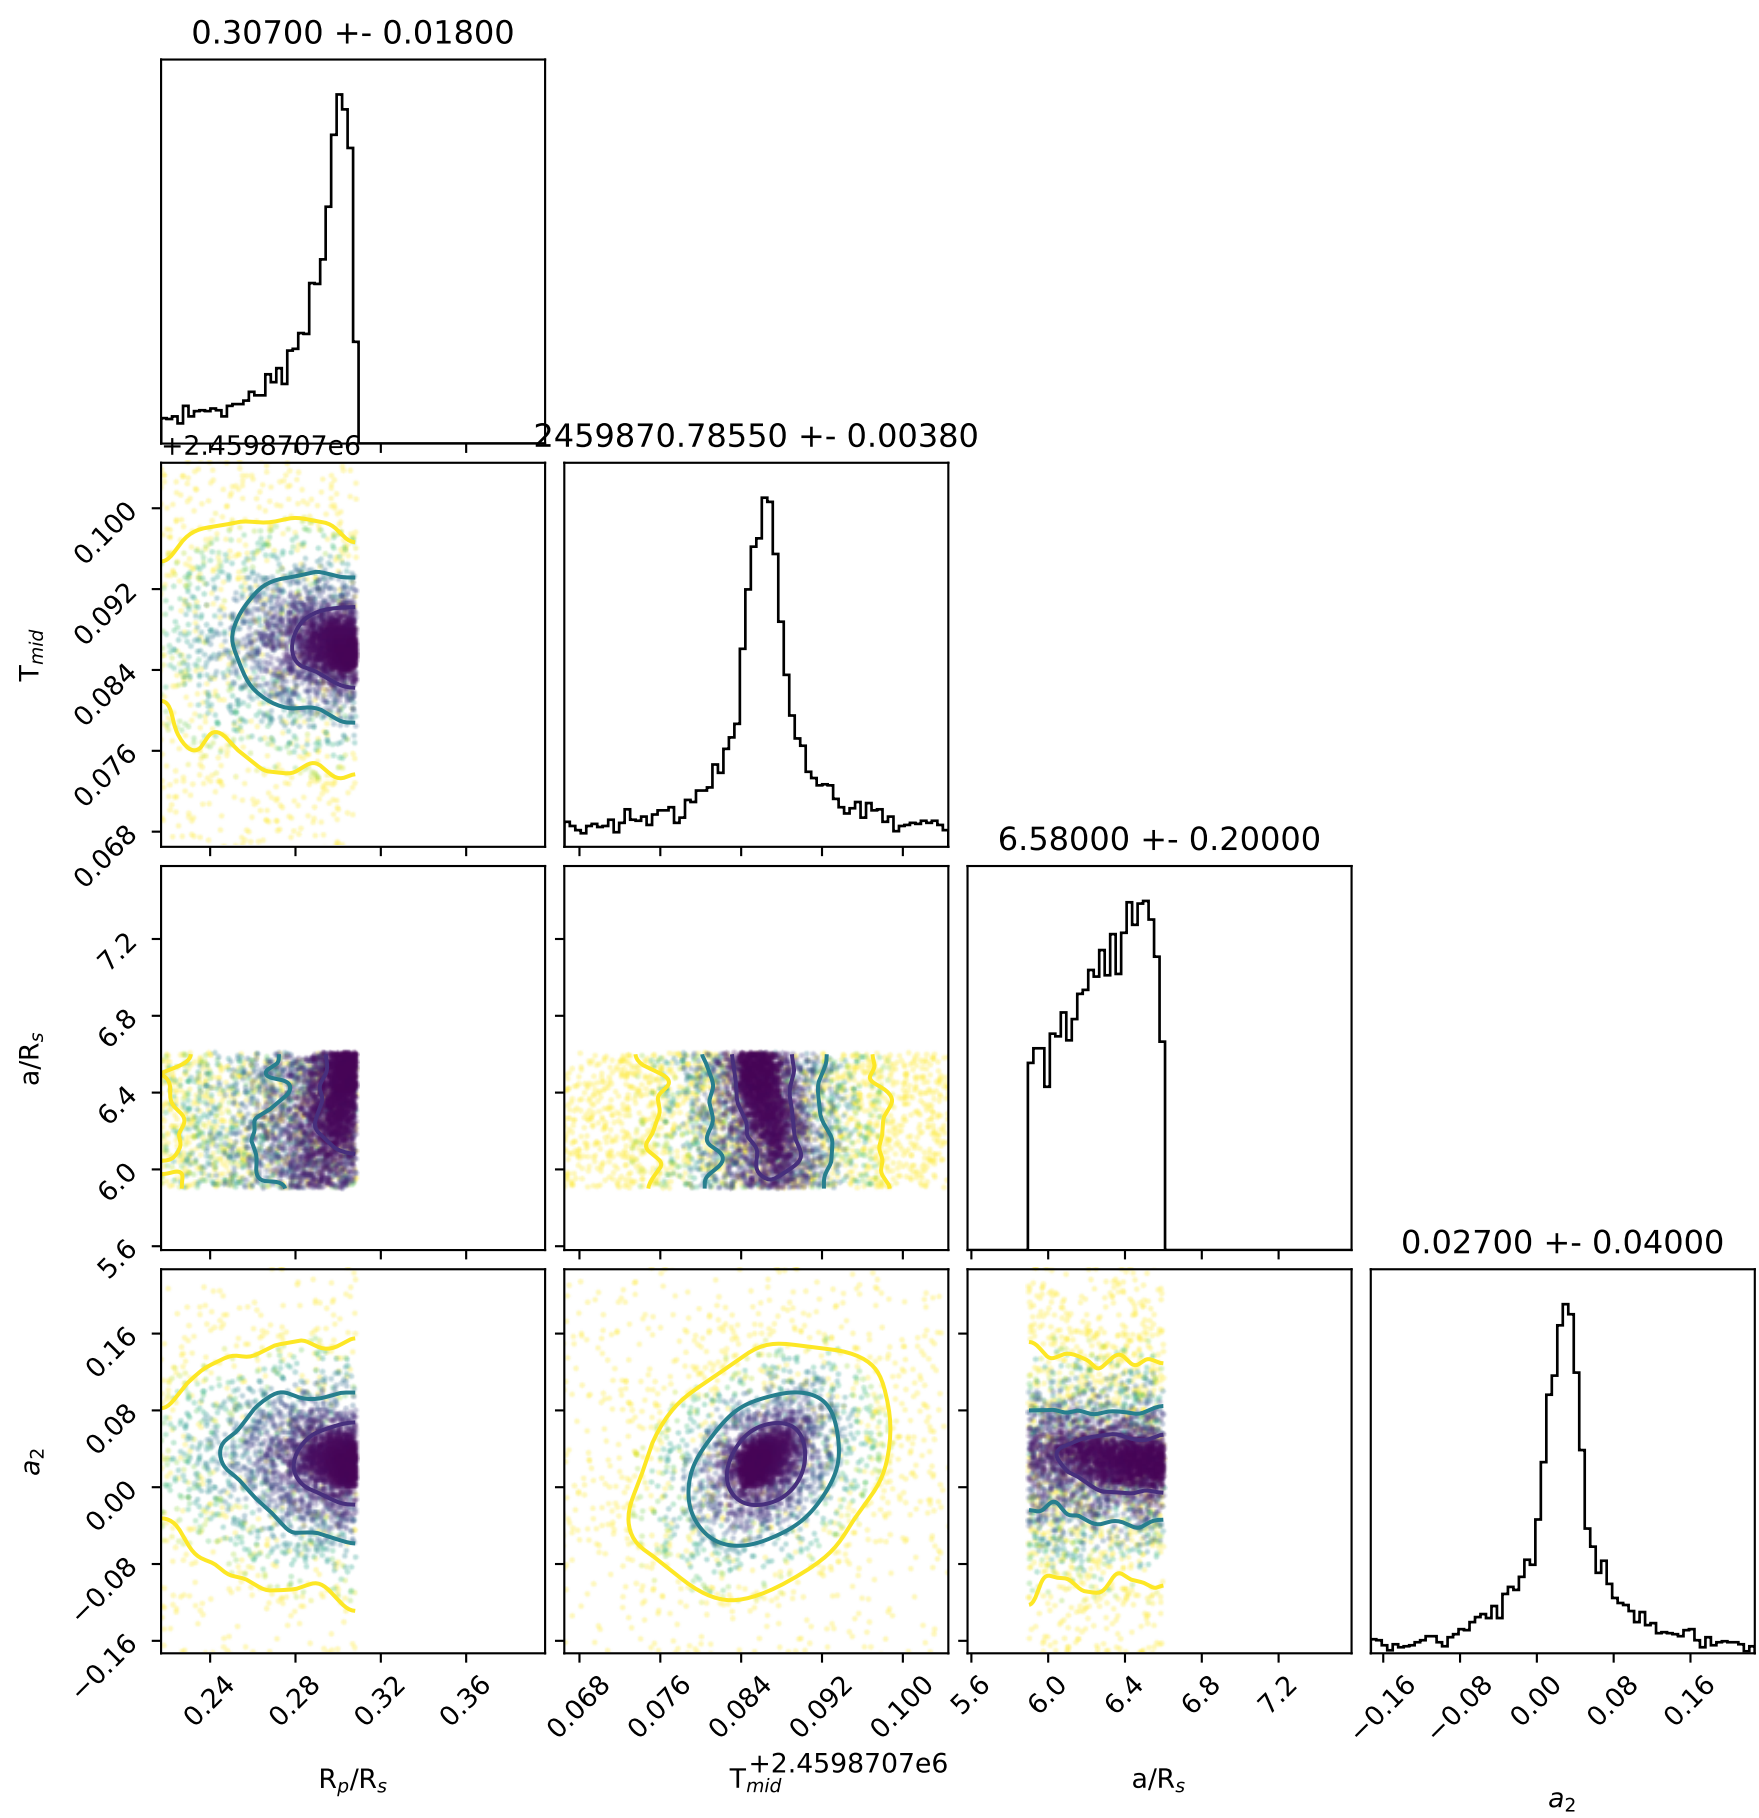 0.30700 +- 0.01800
+2.4598707e6
2459870.78550 +- 0.00380
T_mid
0.100
0.092
0.084
0.076
0.068
6.58000 +- 0.20000
a/R_s
7.2
6.8
6.4
6.0
5.6
0.02700 +- 0.04000
a_2
0.16
0.08
0.00
−0.08
−0.16
0.24 0.28 0.32 0.36
0.068 0.076 0.084 0.092 0.100
5.6 6.0 6.4 6.8 7.2
−0.16 −0.08 0.00 0.08 0.16
+2.4598707e6
R_p/R_s
T_mid
a/R_s
a_2